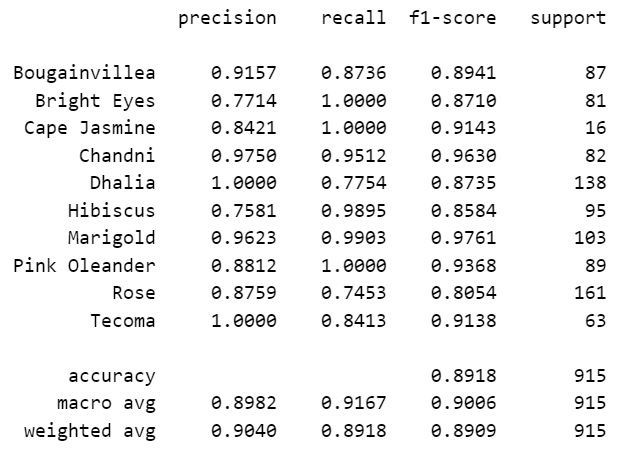 precision recall f1-score support
Bougainvillea 0.9157 0.8736 0.8941 87
Bright Eyes 0.7714 1.0000 0.8710 81
Cape Jasmine 0.8421 1.0000 0.9143 16
Chandni 0.9750 0.9512 0.9630 82
Dhalia 1.0000 0.7754 0.8735 138
Hibiscus 0.7581 0.9895 0.8584 95
Marigold 0.9623 0.9903 0.9761 103
Pink Oleander 0.8812 1.0000 0.9368 89
Rose 0.8759 0.7453 0.8054 161
Tecoma 1.0000 0.8413 0.9138 63
accuracy 0.8918 915
macro avg 0.8982 0.9167 0.9006 915
weighted avg 0.9040 0.8918 0.8909 915